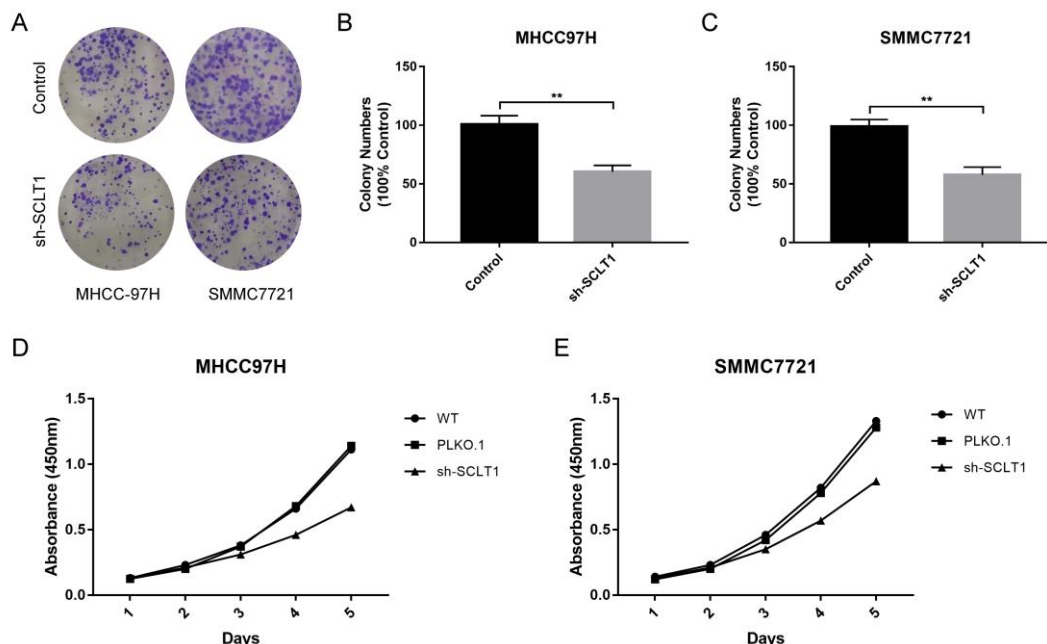 A
Control
sh-SCLT1
MHCC-97H
SMMC7721
B
MHCC97H
Colony Numbers
(100% Control)
150
100
50
0
**
Control
sh-SCLT1
C
SMMC7721
Colony Numbers
(100% Control)
150
100
50
0
**
Control
sh-SCLT1
D
MHCC97H
Absorbance (450nm)
1.5
1.0
0.5
0.0
1
2
3
4
5
Days
WT
PLKO.1
sh-SCLT1
E
SMMC7721
Absorbance (450nm)
1.5
1.0
0.5
0.0
1
2
3
4
5
Days
WT
PLKO.1
sh-SCLT1